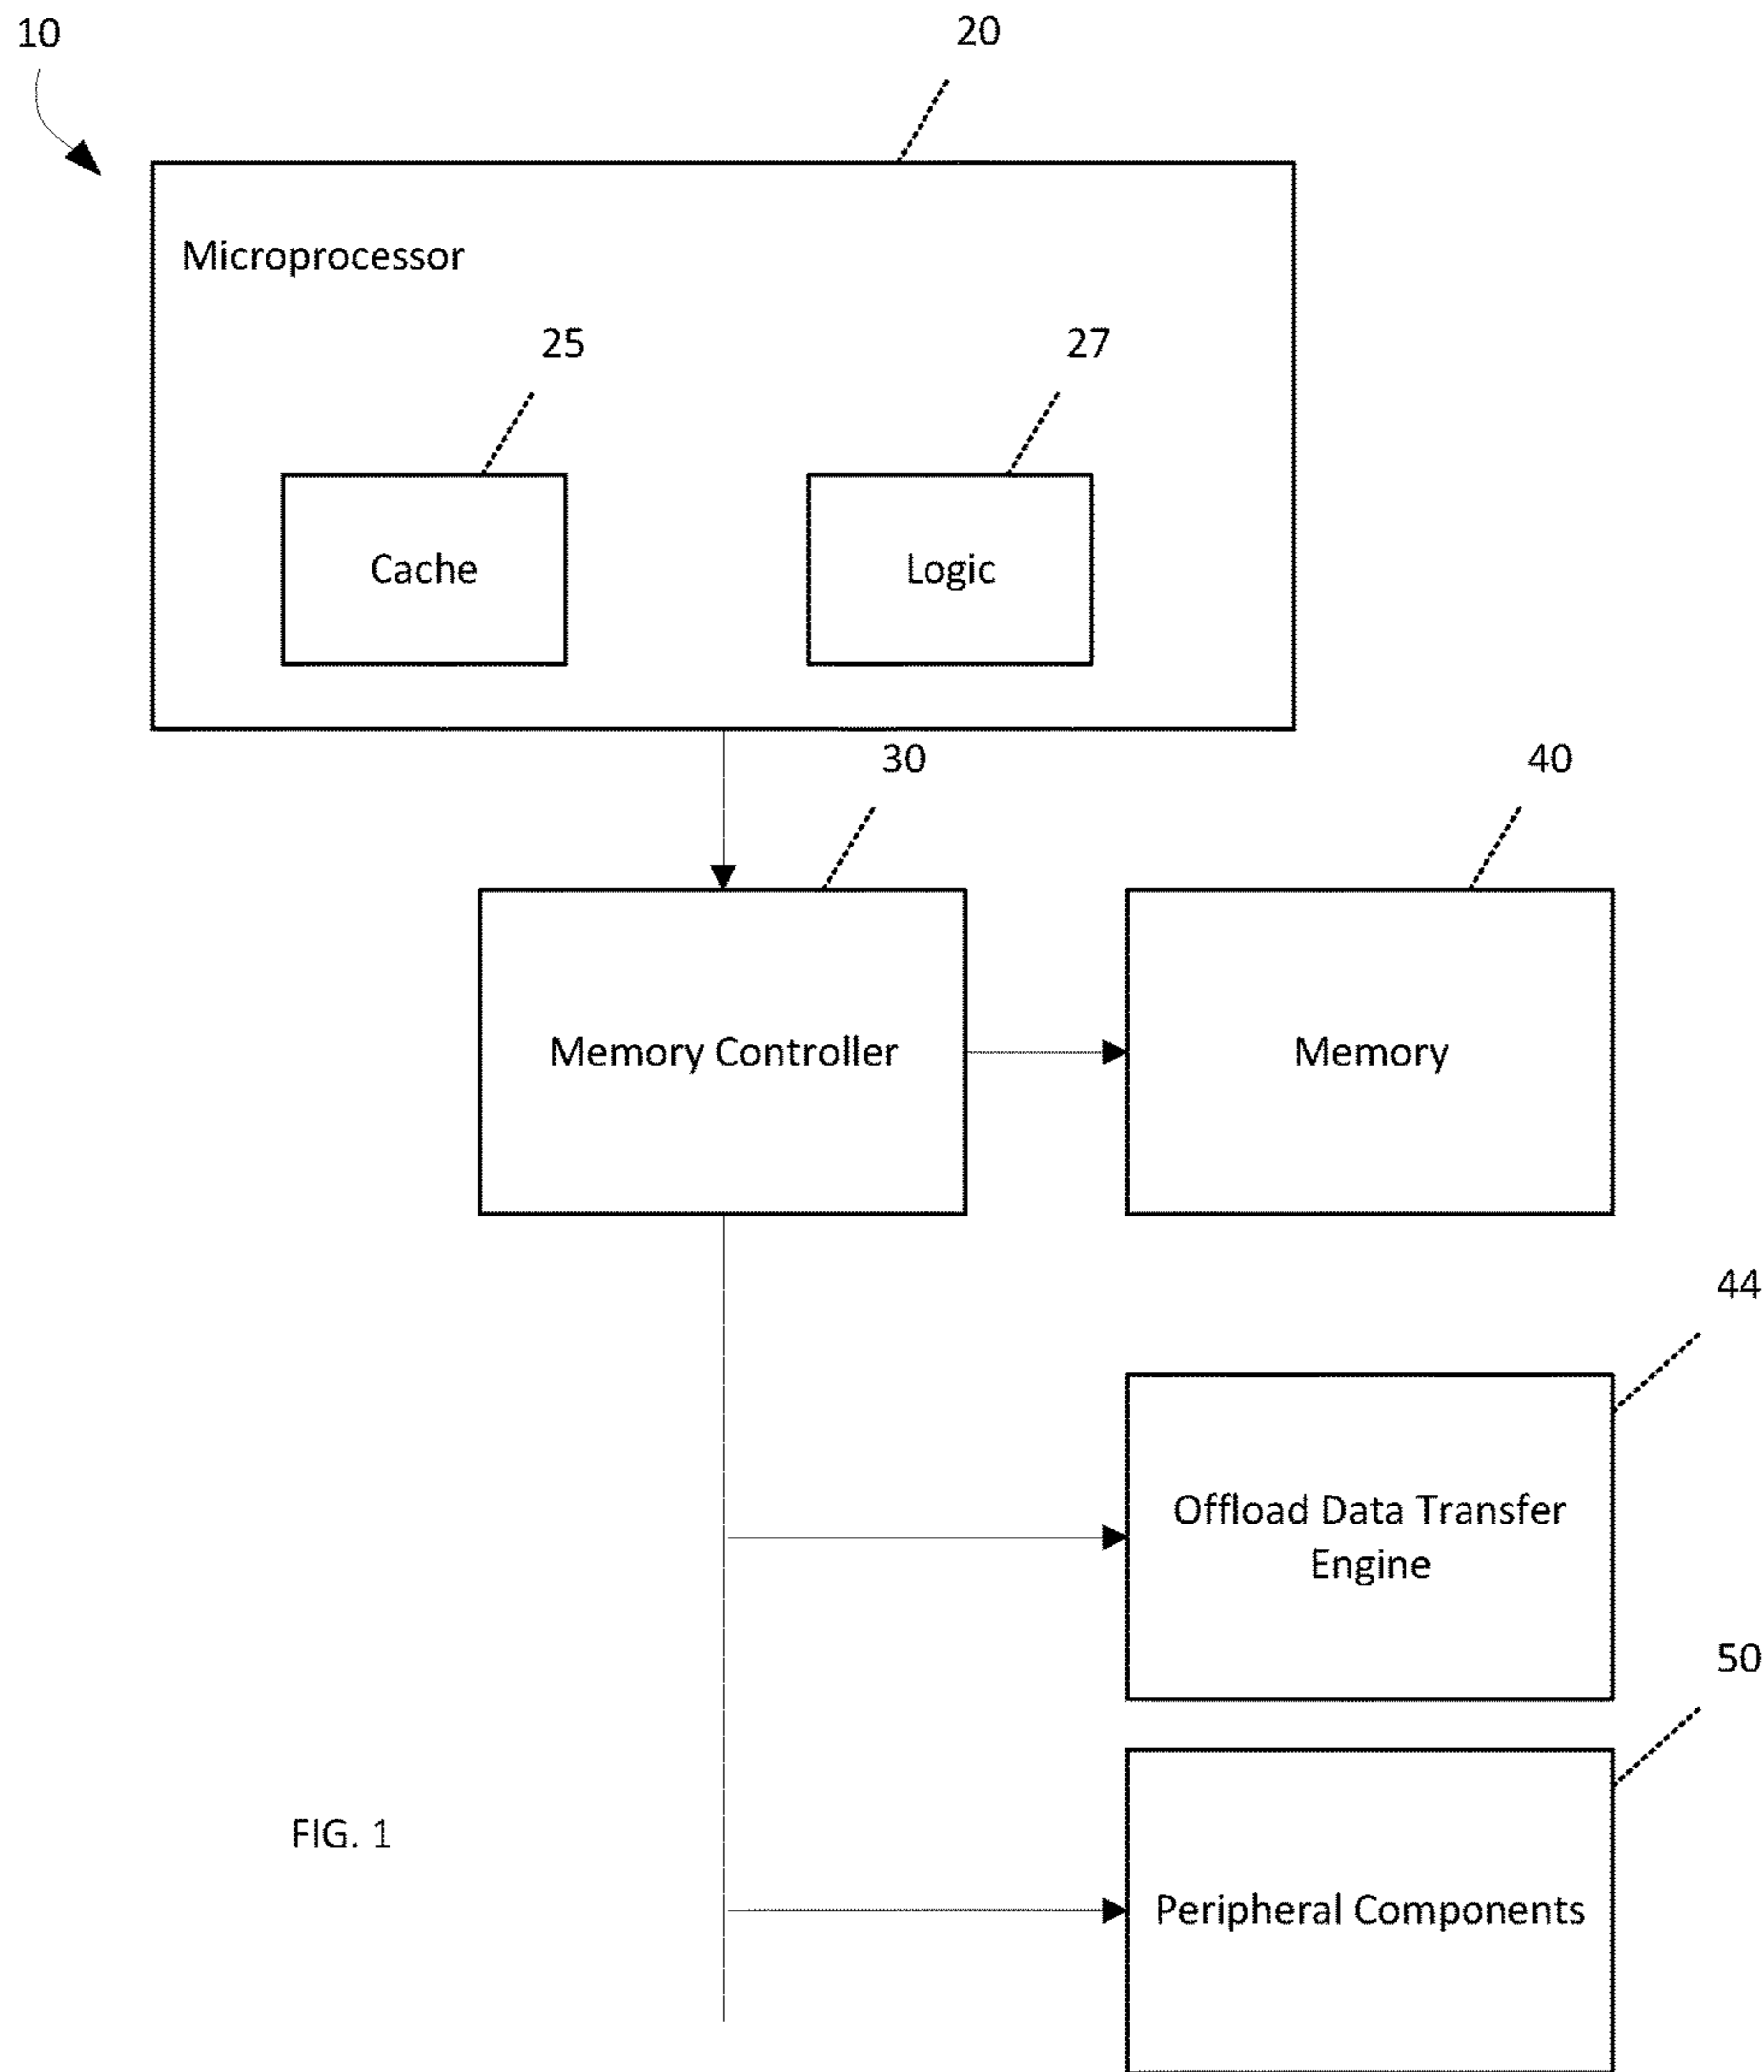 10
20
Microprocessor
25
27
Cache
Logic
30
40
Memory Controller
Memory
44
Offload Data Transfer
Engine
50
FIG. 1
Peripheral Components